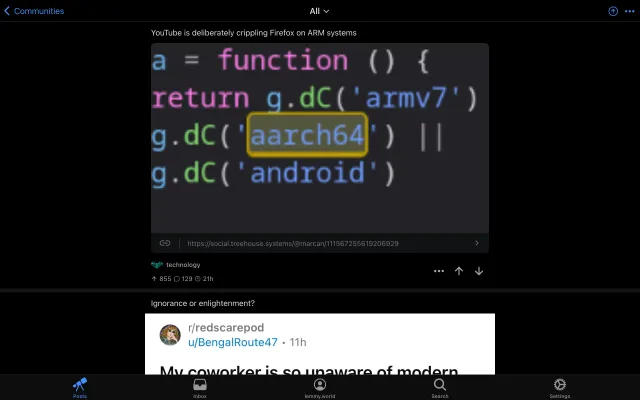 Communities
All
YouTube is deliberately crippling Firefox on ARM systems
a = function () {
return g.dC('armv7')
g.dC('aarch64') ||
g.dC('android')
https://social.treehouse.systems/@marcan/111567255619206929
technology
855 129 21h
Ignorance or enlightenment?
r/redscarepod
u/BengalRoute47 • 11h
My coworker is so unaware of modern
Posts
Inbox
lemmy.world
Search
Settings